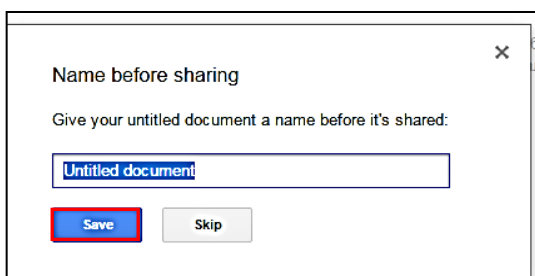 Name before sharing
Give your untitled document a name before it's shared:
Untitled document
Save
Skip